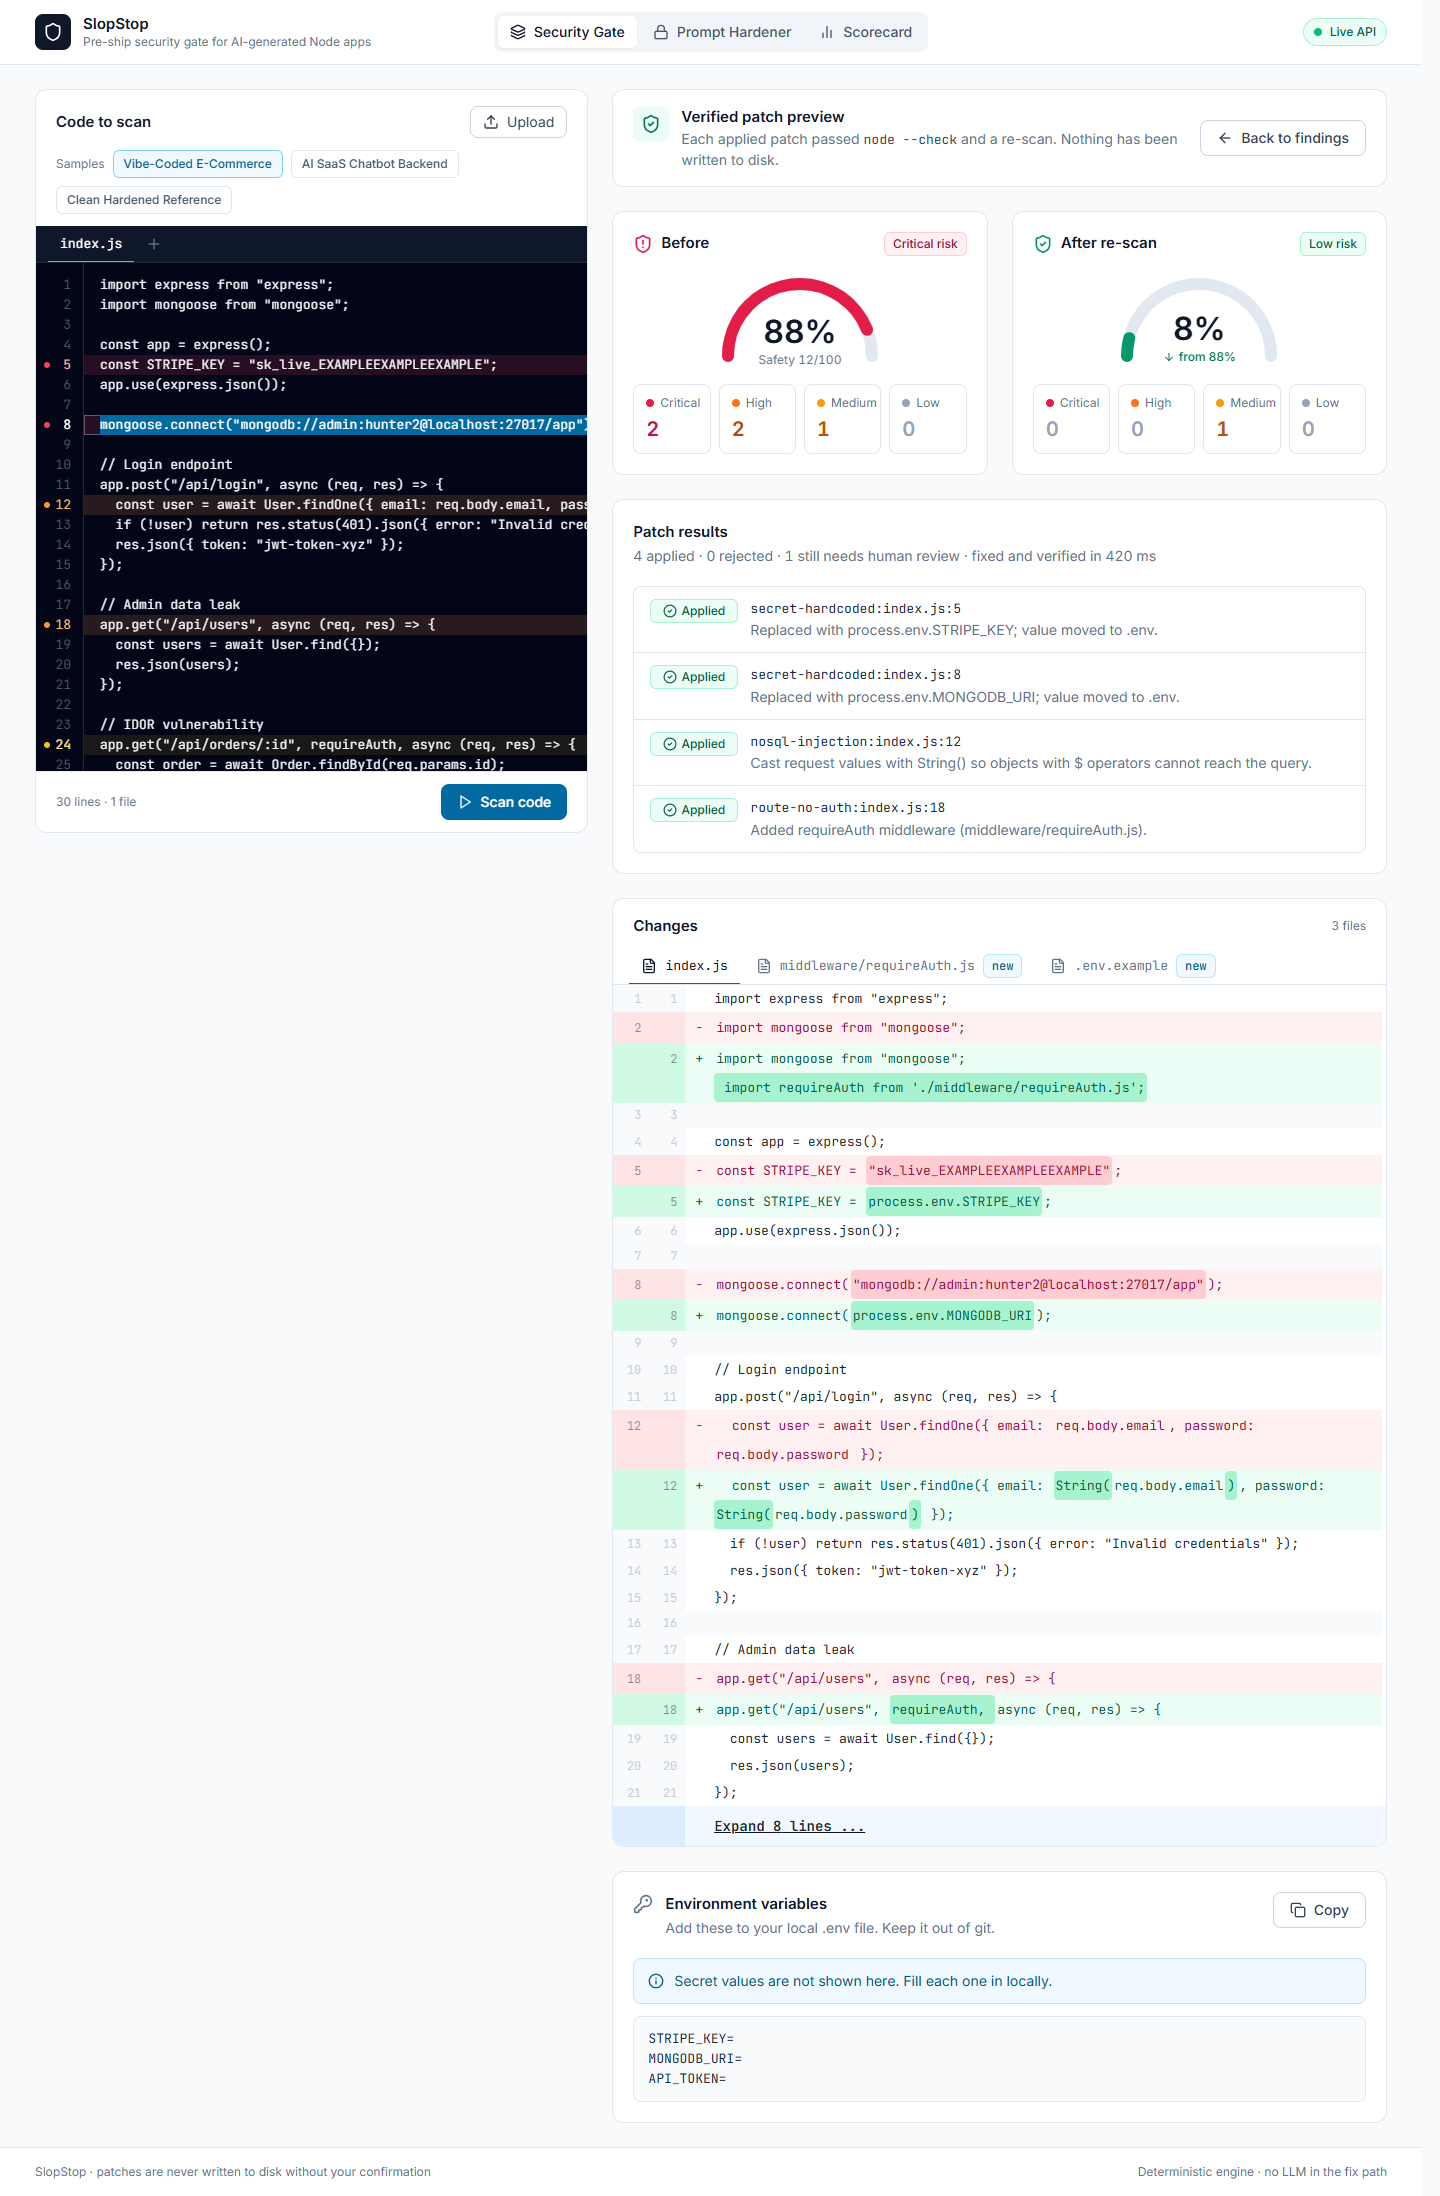 SlopStop
Pre-ship security gate for AI-generated Node apps
Security Gate
Prompt Hardener
Scorecard
Live API
Code to scan
Upload
Samples
Vibe-Coded E-Commerce
AI SaaS Chatbot Backend
Clean Hardened Reference
index.js
+
1 import express from "express";
2 import mongoose from "mongoose";
3
4 const app = express();
5 const STRIPE_KEY = "sk_live_EXAMPLEEXAMPLEEXAMPLE";
6 app.use(express.json());
7
8 mongoose.connect("mongodb://admin:hunter2@localhost:27017/app")
9
10 // Login endpoint
11 app.post("/api/login", async (req, res) => {
12 const user = await User.findOne({ email: req.body.email, pass
13 if (!user) return res.status(401).json({ error: "Invalid cred
14 res.json({ token: "jwt-token-xyz" });
15 });
16
17 // Admin data leak
18 app.get("/api/users", async (req, res) => {
19 const users = await User.find({});
20 res.json(users);
21 });
22
23 // IDOR vulnerability
24 app.get("/api/orders/:id", requireAuth, async (req, res) => {
25 const order = await Order.findById(req.params.id);
30 lines · 1 file
Scan code
Verified patch preview
Each applied patch passed node --check and a re-scan. Nothing has been
written to disk.
Back to findings
Before
Critical risk
88%
Safety 12/100
Critical
2
High
2
Medium
1
Low
0
After re-scan
Low risk
8%
↓ from 88%
Critical
0
High
0
Medium
1
Low
0
Patch results
4 applied · 0 rejected · 1 still needs human review · fixed and verified in 420 ms
Applied
secret-hardcoded:index.js:5
Replaced with process.env.STRIPE_KEY; value moved to .env.
Applied
secret-hardcoded:index.js:8
Replaced with process.env.MONGODB_URI; value moved to .env.
Applied
nosql-injection:index.js:12
Cast request values with String() so objects with $ operators cannot reach the query.
Applied
route-no-auth:index.js:18
Added requireAuth middleware (middleware/requireAuth.js).
Changes
3 files
index.js
middleware/requireAuth.js new
.env.example new
1 1 import express from "express";
2 - import mongoose from "mongoose";
2 + import mongoose from "mongoose";
import requireAuth from './middleware/requireAuth.js';
3 3
4 4 const app = express();
5 - const STRIPE_KEY = "sk_live_EXAMPLEEXAMPLEEXAMPLE";
5 + const STRIPE_KEY = process.env.STRIPE_KEY;
6 6 app.use(express.json());
7 7
8 - mongoose.connect("mongodb://admin:hunter2@localhost:27017/app");
8 + mongoose.connect(process.env.MONGODB_URI);
9 9
10 10 // Login endpoint
11 11 app.post("/api/login", async (req, res) => {
12 - const user = await User.findOne({ email: req.body.email, password:
req.body.password });
12 + const user = await User.findOne({ email: String(req.body.email), password:
String(req.body.password) });
13 13 if (!user) return res.status(401).json({ error: "Invalid credentials" });
14 14 res.json({ token: "jwt-token-xyz" });
15 15 });
16 16
17 17 // Admin data leak
18 - app.get("/api/users", async (req, res) => {
18 + app.get("/api/users", requireAuth, async (req, res) => {
19 19 const users = await User.find({});
20 20 res.json(users);
21 21 });
Expand 8 lines ...
Environment variables
Add these to your local .env file. Keep it out of git.
Copy
Secret values are not shown here. Fill each one in locally.
STRIPE_KEY=
MONGODB_URI=
API_TOKEN=
SlopStop · patches are never written to disk without your confirmation
Deterministic engine · no LLM in the fix path